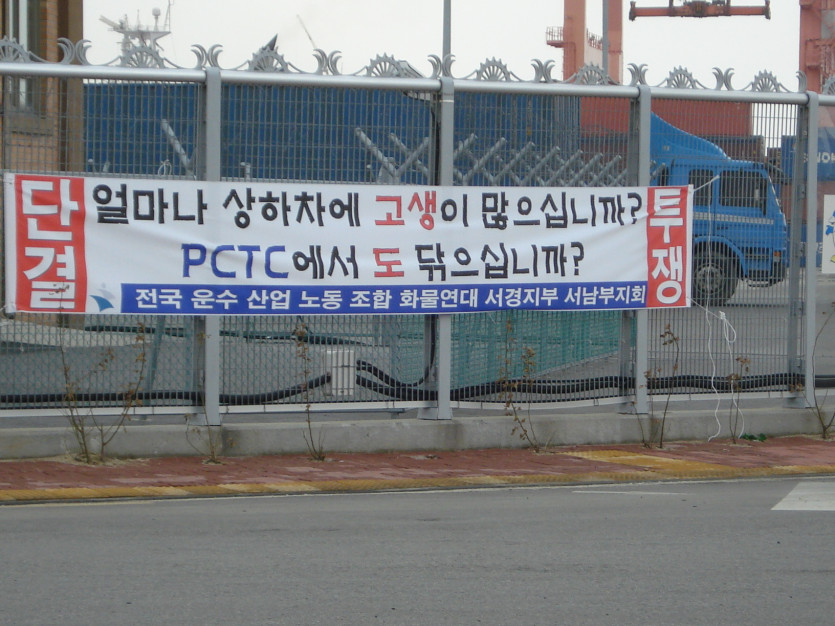 단결
얼마나 상하차에 고생이 많으십니까?
PCTC에서 도 닦으십니까?
전국 운수 산업 노동 조합 화물연대 서경지부 서남부지회
투쟁